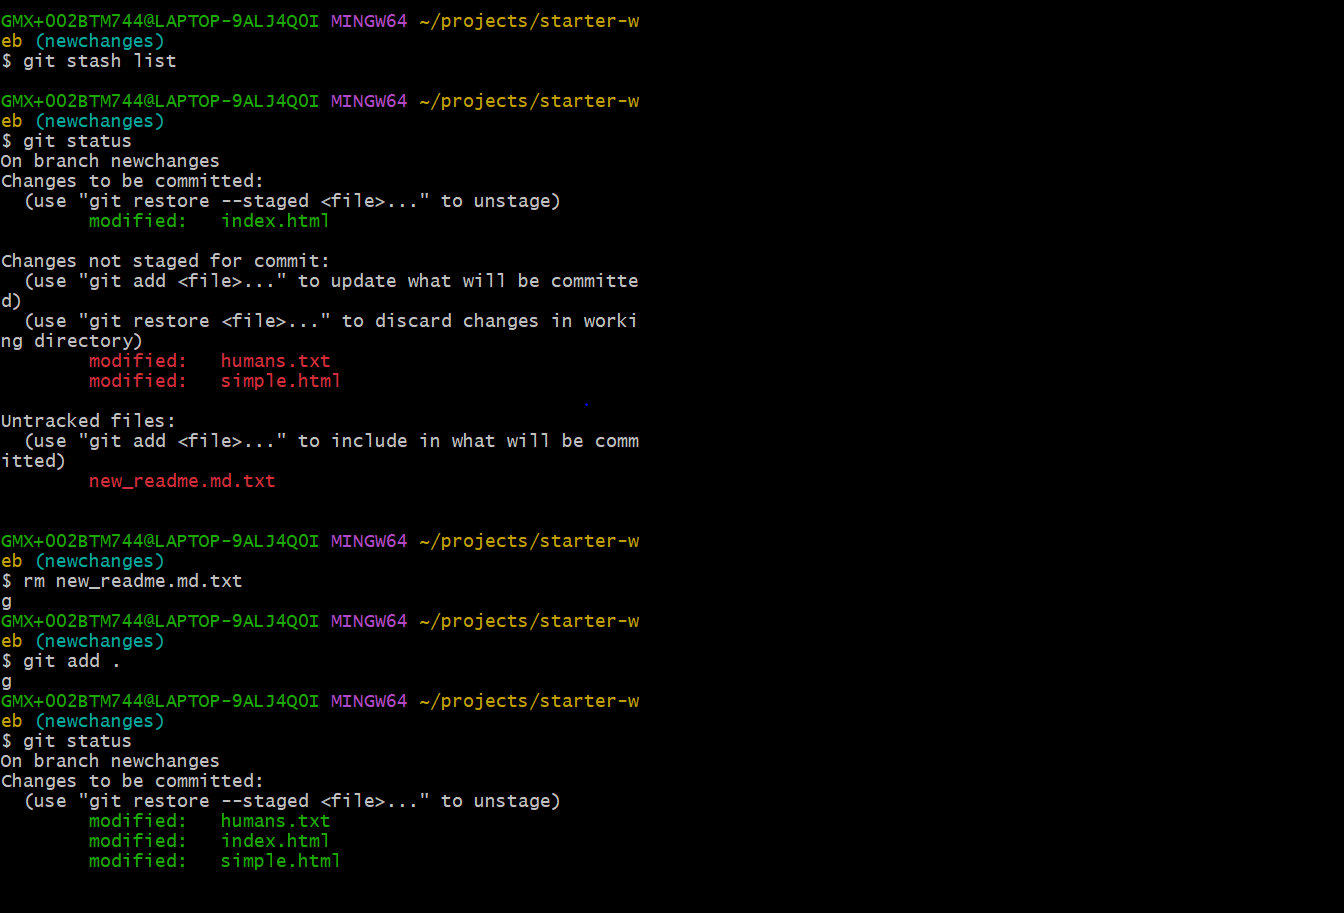 GMX+002BTM744@LAPTOP-9ALJ4Q0I MINGW64 ~/projects/starter-w
eb (newchanges)
$ git stash list
GMX+002BTM744@LAPTOP-9ALJ4Q0I MINGW64 ~/projects/starter-w
eb (newchanges)
$ git status
On branch newchanges
Changes to be committed:
  (use "git restore --staged <file>..." to unstage)
        modified:   index.html
Changes not staged for commit:
  (use "git add <file>..." to update what will be committe
d)
  (use "git restore <file>..." to discard changes in worki
ng directory)
        modified:   humans.txt
        modified:   simple.html
Untracked files:
  (use "git add <file>..." to include in what will be comm
itted)
        new_readme.md.txt
GMX+002BTM744@LAPTOP-9ALJ4Q0I MINGW64 ~/projects/starter-w
eb (newchanges)
$ rm new_readme.md.txt
g
GMX+002BTM744@LAPTOP-9ALJ4Q0I MINGW64 ~/projects/starter-w
eb (newchanges)
$ git add .
g
GMX+002BTM744@LAPTOP-9ALJ4Q0I MINGW64 ~/projects/starter-w
eb (newchanges)
$ git status
On branch newchanges
Changes to be committed:
  (use "git restore --staged <file>..." to unstage)
        modified:   humans.txt
        modified:   index.html
        modified:   simple.html